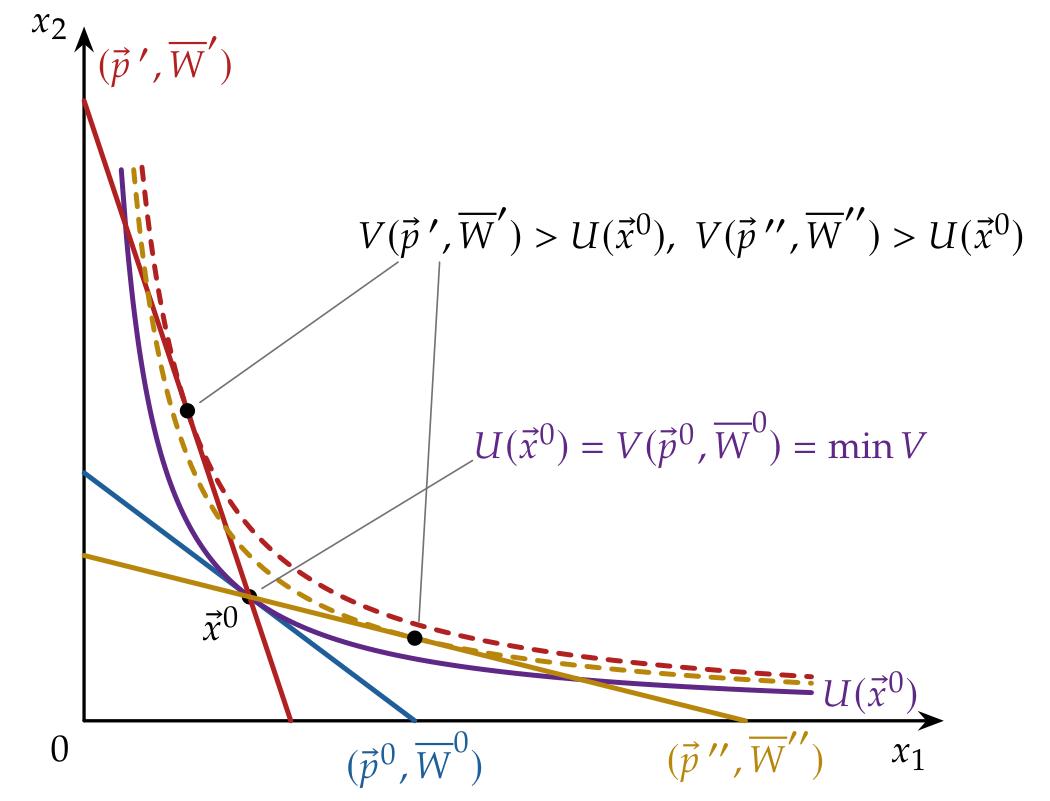 x₂
(p⃗ ′, W̅′)
V(p⃗ ′, W̅′) > U(x⃗⁰), V(p⃗ ″, W̅″) > U(x⃗⁰)
U(x⃗⁰) = V(p⃗⁰, W̅⁰) = min V
x⃗⁰
U(x⃗⁰)
0
(p⃗⁰, W̅⁰)
(p⃗ ″, W̅″)
x₁